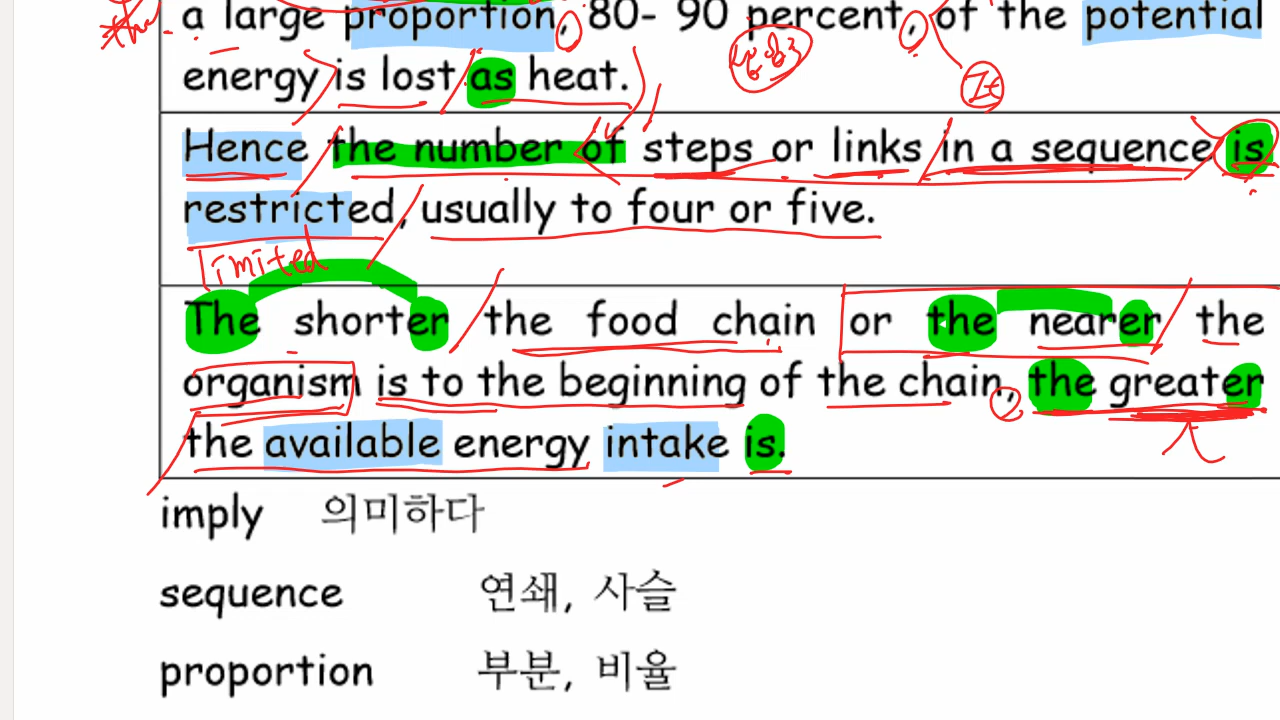 a large proportion, 80- 90 percent, of the potential
energy is lost as heat.
Hence the number of steps or links in a sequence is
restricted, usually to four or five.
limited
The shorter the food chain or the nearer the
organism is to the beginning of the chain, the greater
the available energy intake is.
imply 의미하다
sequence 연쇄, 사슬
proportion 부분, 비율